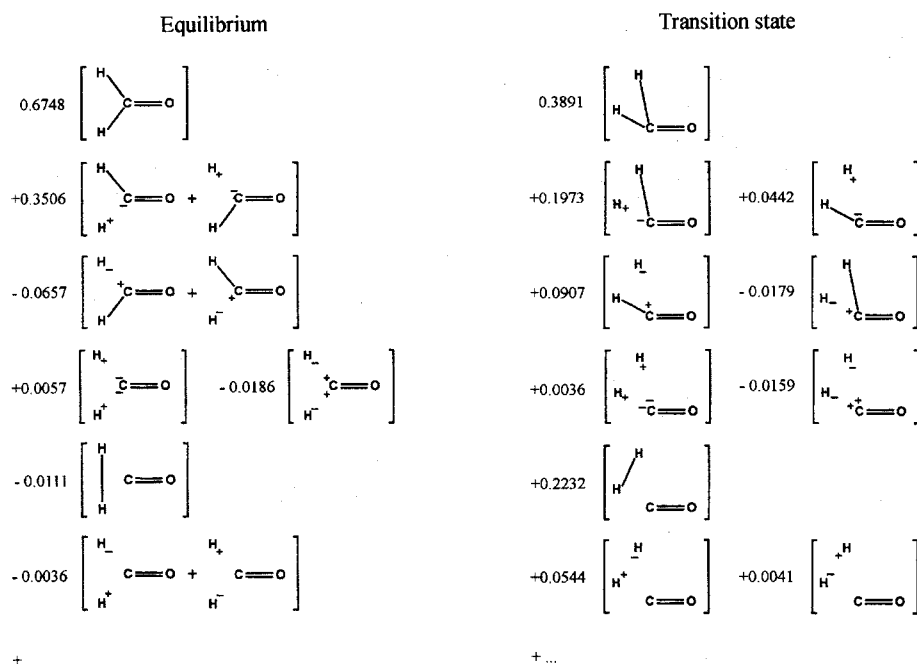 Equilibrium
Transition state
0.6748 [ H H C O ]
0.3891 [ H H C O ]
+0.3506 [ H C − O H + + H + − C O H ]
+0.1973 [ H H + − C O ]
+0.0442 [ H + H C − O ]
- 0.0657 [ H − + C O H + H C + O H − ]
+0.0907 [ H − H + C O ]
- 0.0179 [ H H − + C O ]
+0.0057 [ H + − C − O H + ]
- 0.0186 [ H − + C + O H − ]
+0.0036 [ H + H + − C − O ]
-0.0159 [ H − H − + C + O ]
- 0.0111 [ H H C O ]
+0.2232 [ H H C O ]
- 0.0036 [ H − C O H + + H + C O H − ]
+0.0544 [ − H H + C O ]
+0.0041 [ + H H − C O ]
+
+ ...